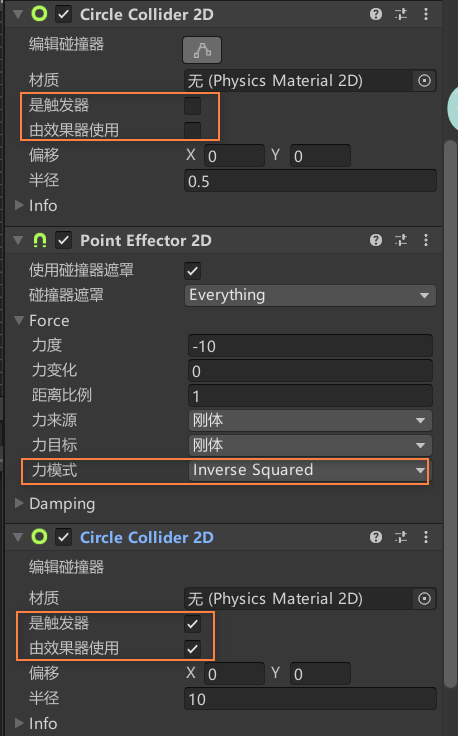 Circle Collider 2D
编辑碰撞器
材质 无 (Physics Material 2D)
是触发器
由效果器使用
偏移 X 0 Y 0
半径 0.5
Info
Point Effector 2D
使用碰撞器遮罩
碰撞器遮罩 Everything
Force
力度 -10
力变化 0
距离比例 1
力来源 刚体
力目标 刚体
力模式 Inverse Squared
Damping
Circle Collider 2D
编辑碰撞器
材质 无 (Physics Material 2D)
是触发器
由效果器使用
偏移 X 0 Y 0
半径 10
Info